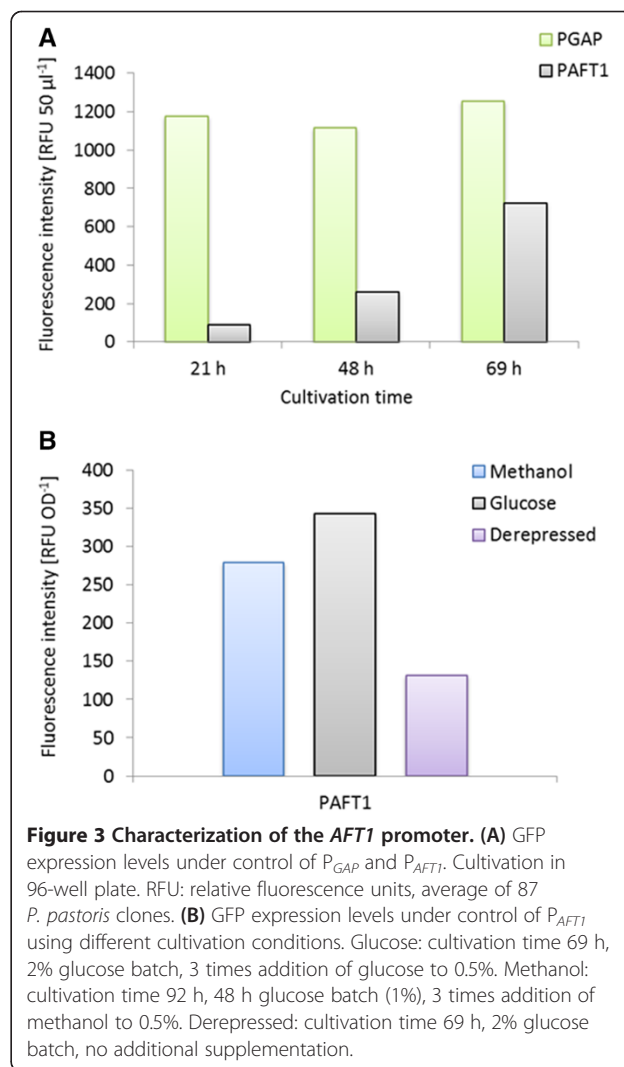 A
PGAP
PAFT1
Fluorescence intensity [RFU 50 µl⁻¹]
1400
1200
1000
800
600
400
200
0
21 h 48 h 69 h
Cultivation time
B
Methanol
Glucose
Derepressed
Fluorescence intensity [RFU OD⁻¹]
400
350
300
250
200
150
100
50
0
PAFT1
Figure 3 Characterization of the AFT1 promoter. (A) GFP
expression levels under control of P_GAP and P_AFT1. Cultivation in
96-well plate. RFU: relative fluorescence units, average of 87
P. pastoris clones. (B) GFP expression levels under control of P_AFT1
using different cultivation conditions. Glucose: cultivation time 69 h,
2% glucose batch, 3 times addition of glucose to 0.5%. Methanol:
cultivation time 92 h, 48 h glucose batch (1%), 3 times addition of
methanol to 0.5%. Derepressed: cultivation time 69 h, 2% glucose
batch, no additional supplementation.